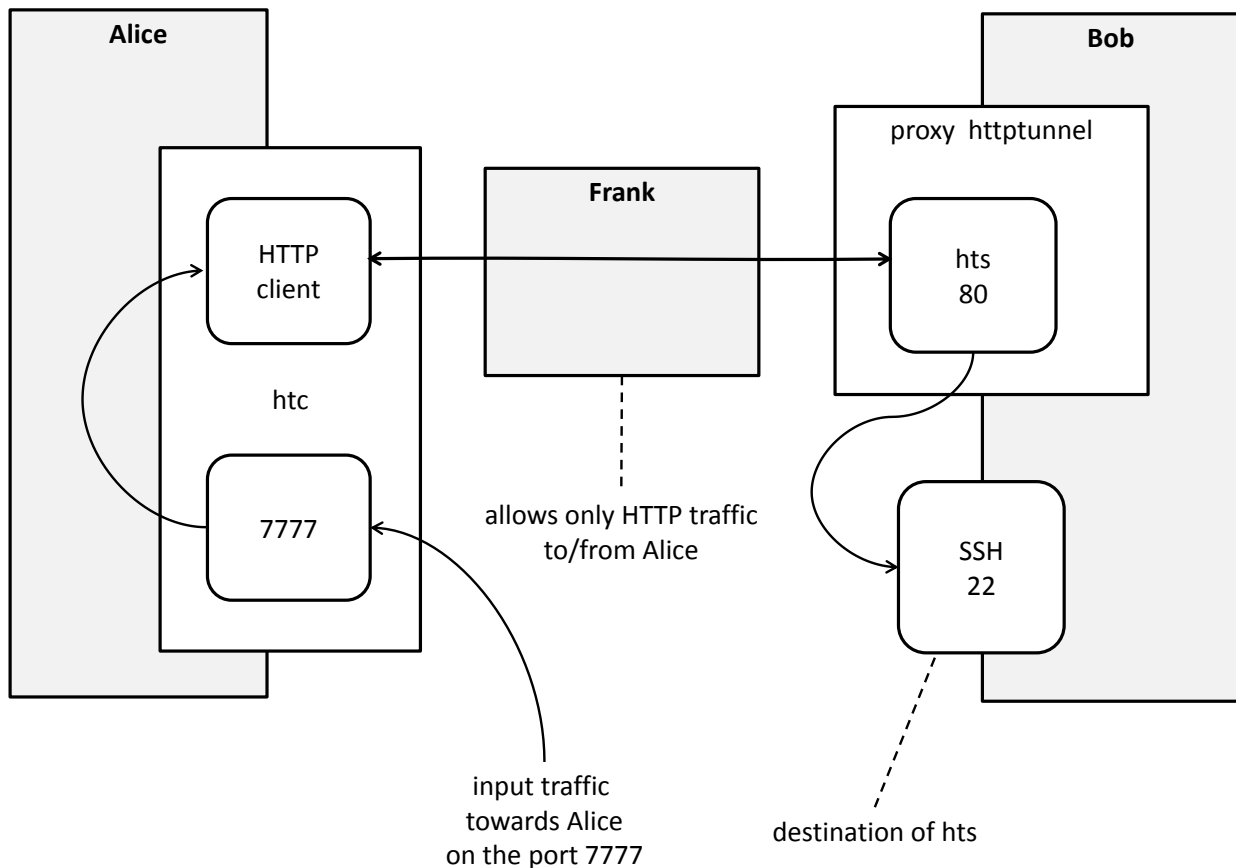 Alice
Bob
proxy httptunnel
Frank
HTTP
client
hts
80
htc
7777
allows only HTTP traffic
to/from Alice
SSH
22
input traffic
towards Alice
on the port 7777
destination of hts